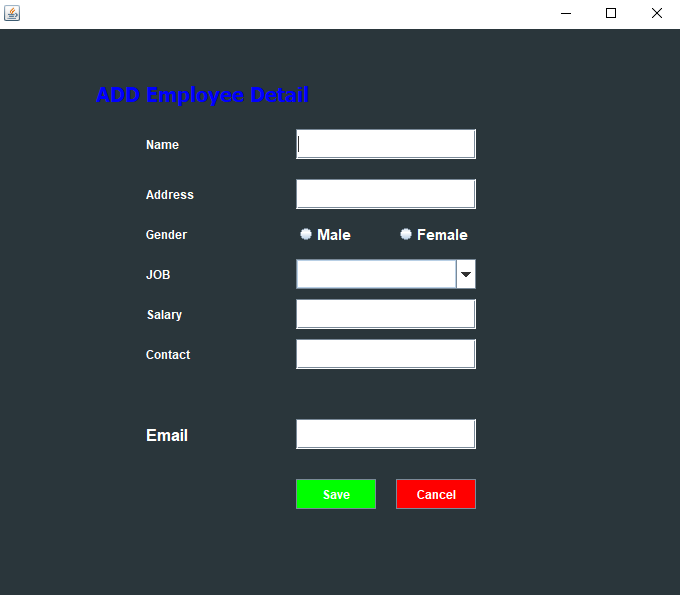 ADD Employee Detail
Name
Address
Gender Male Female
JOB
Salary
Contact
Email
Save Cancel